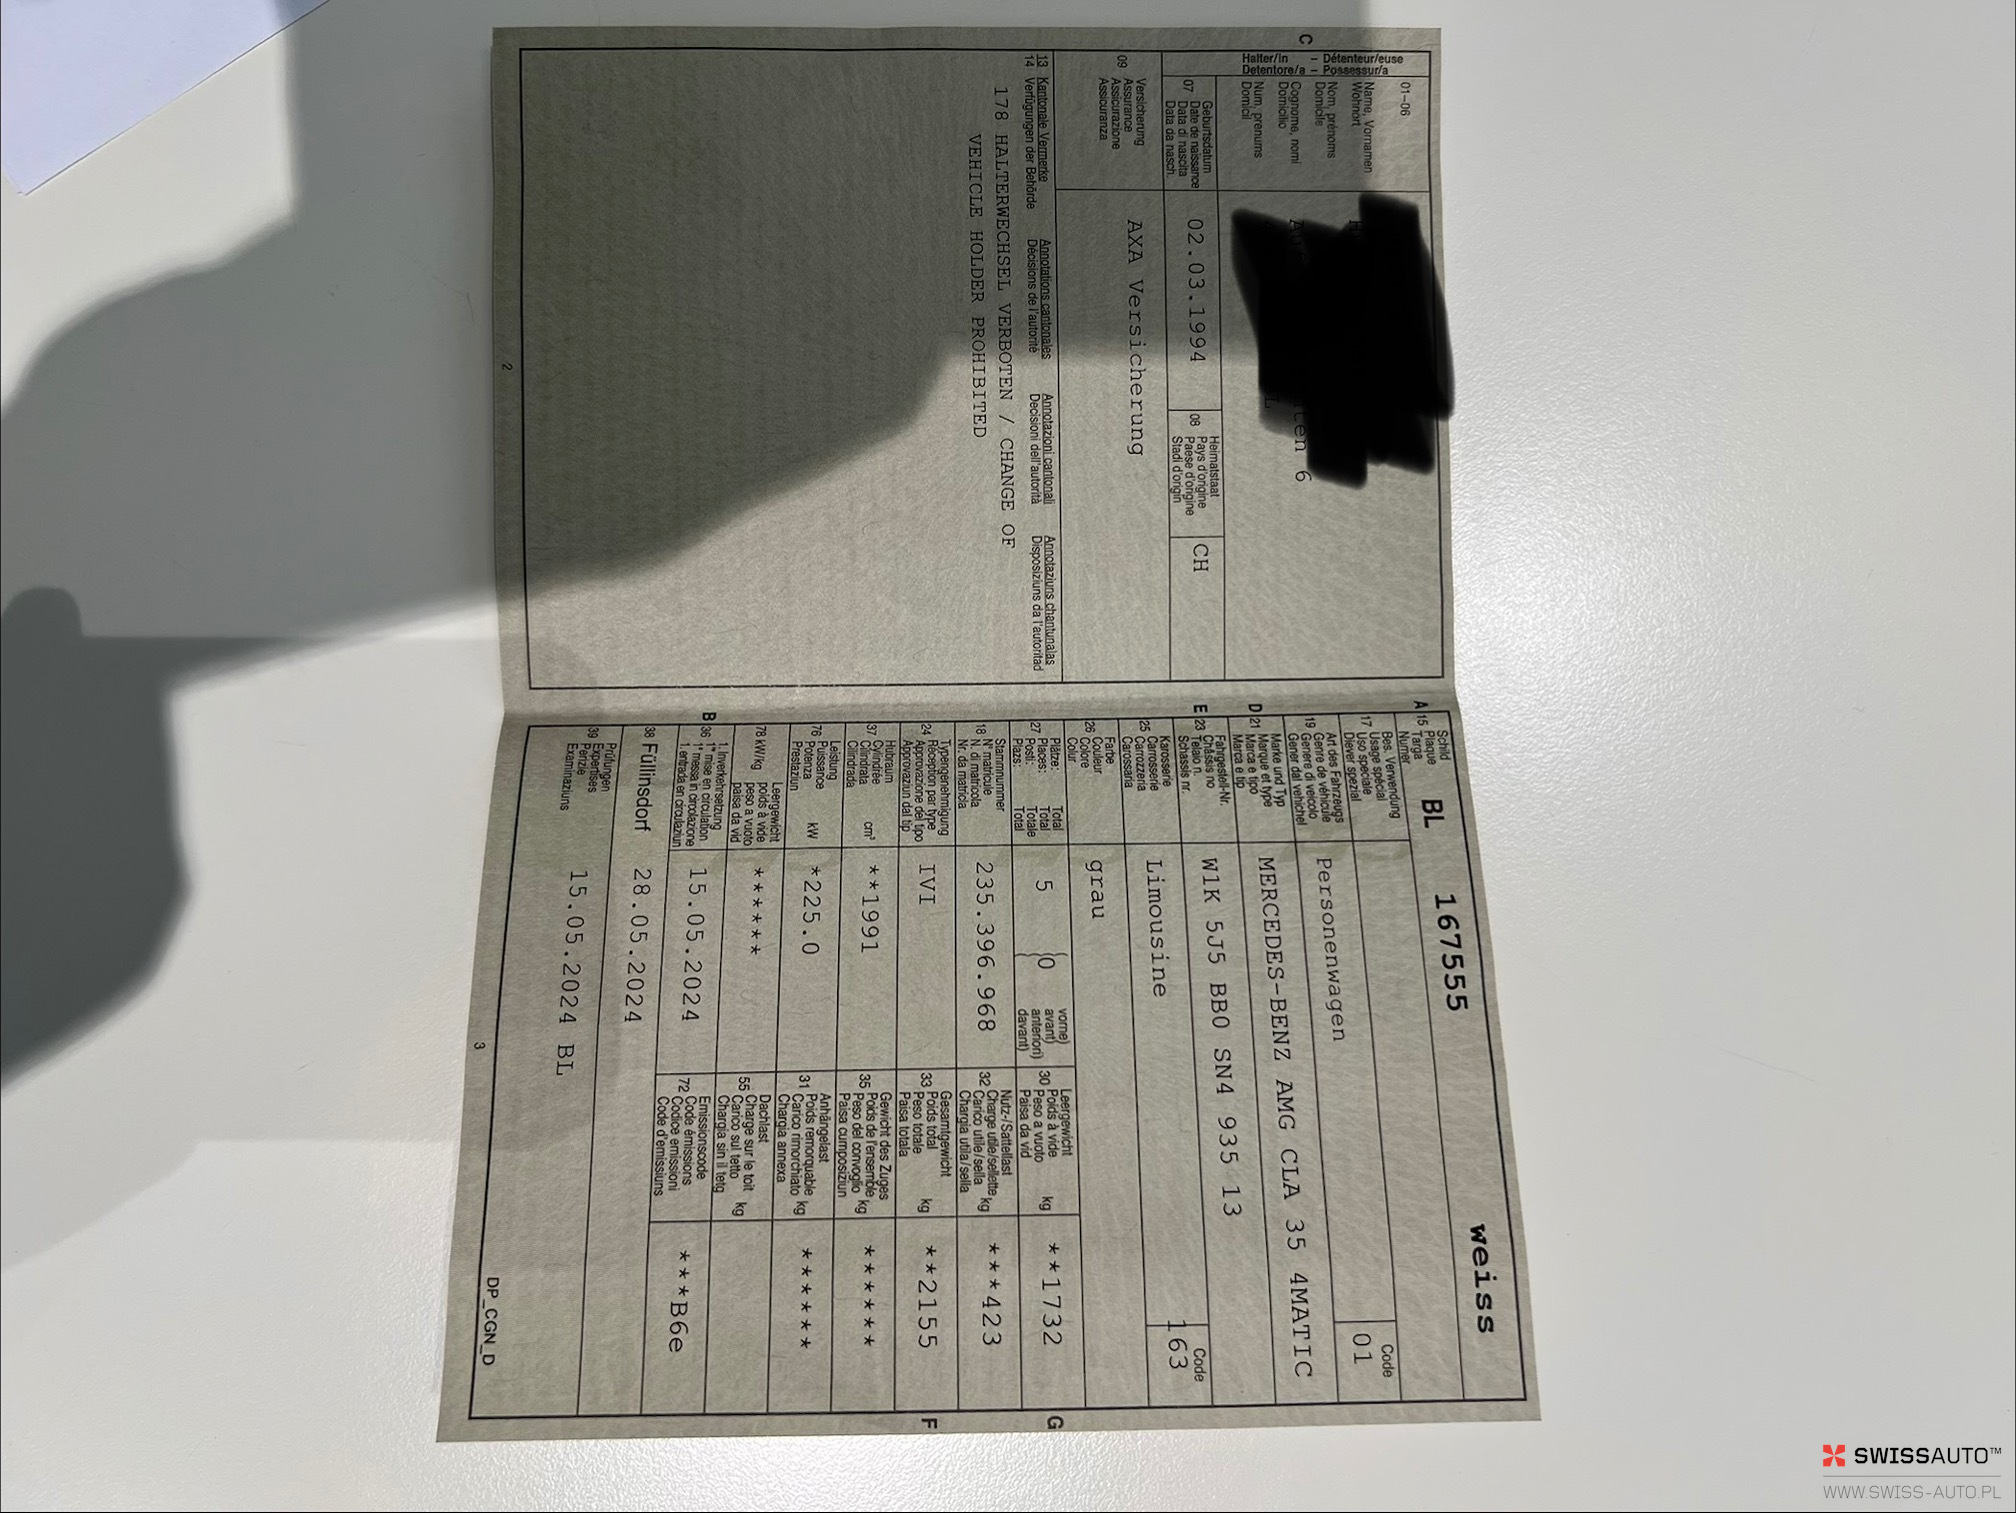 C
Halter/in - Détenteur/euse
Detentore/a - Possessur/a
01-06
Name, Vornamen
Wohnort
Nom, prénoms
Domicile
Cognome, nomi
Domicilio
Num, prenums
Domicil
6
07
Geburtsdatum
Date de naissance
Data di nascita
Data da nasch.
02.03.1994
08
Heimatstaat
Pays d'origine
Paese d'origine
Stadi d'origin
CH
09
Versicherung
Assurance
Assicurazione
Assicuranza
AXA Versicherung
13 Kantonale Vermerke Annotations cantonales Annotazioni cantonali Annotaziuns chantunalas
14 Verfügungen der Behörde Décisions de l'autorité Decisioni dell'autorità Disposiziuns da l'autoritad
178 HALTERWECHSEL VERBOTEN / CHANGE OF
VEHICLE HOLDER PROHIBITED
2
weiss
A 15
Schild
Plaque
Targa
Numer
BL 167555
17
Bes. Verwendung
Usage spécial
Uso speciale
Diever spezial
19
Art des Fahrzeugs
Genre de véhicule
Genere di veicolo
Gener dal vehichel
Personenwagen
Code
01
D 21
Marke und Typ
Marque et type
Marca e tipo
Marca e tip
MERCEDES-BENZ AMG CLA 35 4MATIC
E 23
Fahrgestell-Nr.
Châssis no
Telaio n.
Schassis nr.
W1K 5J5 BB0 SN4 935 13
25
Karosserie
Carrosserie
Carrozzeria
Carrossaria
Limousine
Code
163
26
Farbe
Couleur
Colore
Colur
grau
27
Plätze: Total
Places: Total
Posti: Totale
Plazs: Total
5 (0
vorne)
avant)
anteriori)
davant)
30
Leergewicht
Poids à vide
Peso a vuoto
Paisa da vid
kg
**1732
G
18
Stammnummer
N° matricule
N. di matricola
Nr. da matricla
235.396.968
32
Nutz-/Sattellast
Charge utile/sellette
Carico utile/sella
Chargia utila/sella
kg
***423
24
Typengenehmigung
Réception par type
Approvazione del tipo
Approvaziun dal tip
IVI
33
Gesamtgewicht
Poids total
Peso totale
Paisa totala
kg
**2155
F
37
Hubraum
Cylindrée
Cilindrata
Cilindrada
cm³
**1991
35
Gewicht des Zuges
Poids de l'ensemble
Peso del convoglio
Paisa cumposiziun
kg
******
76
Leistung
Puissance
Potenza
Prestaziun
kW
*225.0
31
Anhängelast
Poids remorquable
Carico rimorchiato
Chargia annexa
kg
******
78 kW/kg
Leergewicht
poids à vide
peso a vuoto
paisa da vid
******
55
Dachlast
Charge sur le toit
Carico sul tetto
Chargia sin il tetg
kg
B 36
1. Inverkehrsetzung
1re mise en circulation
1a messa in circolazione
1. entrada en circulaziun
15.05.2024
72
Emissionscode
Code émissions
Codice emissioni
Code d'emissiuns
***B6e
38 Füllinsdorf 28.05.2024
39
Prüfungen
Expertises
Perizie
Examinaziuns
15.05.2024 BL
3
DP_CGN_D
SWISSAUTO™
WWW.SWISS-AUTO.PL